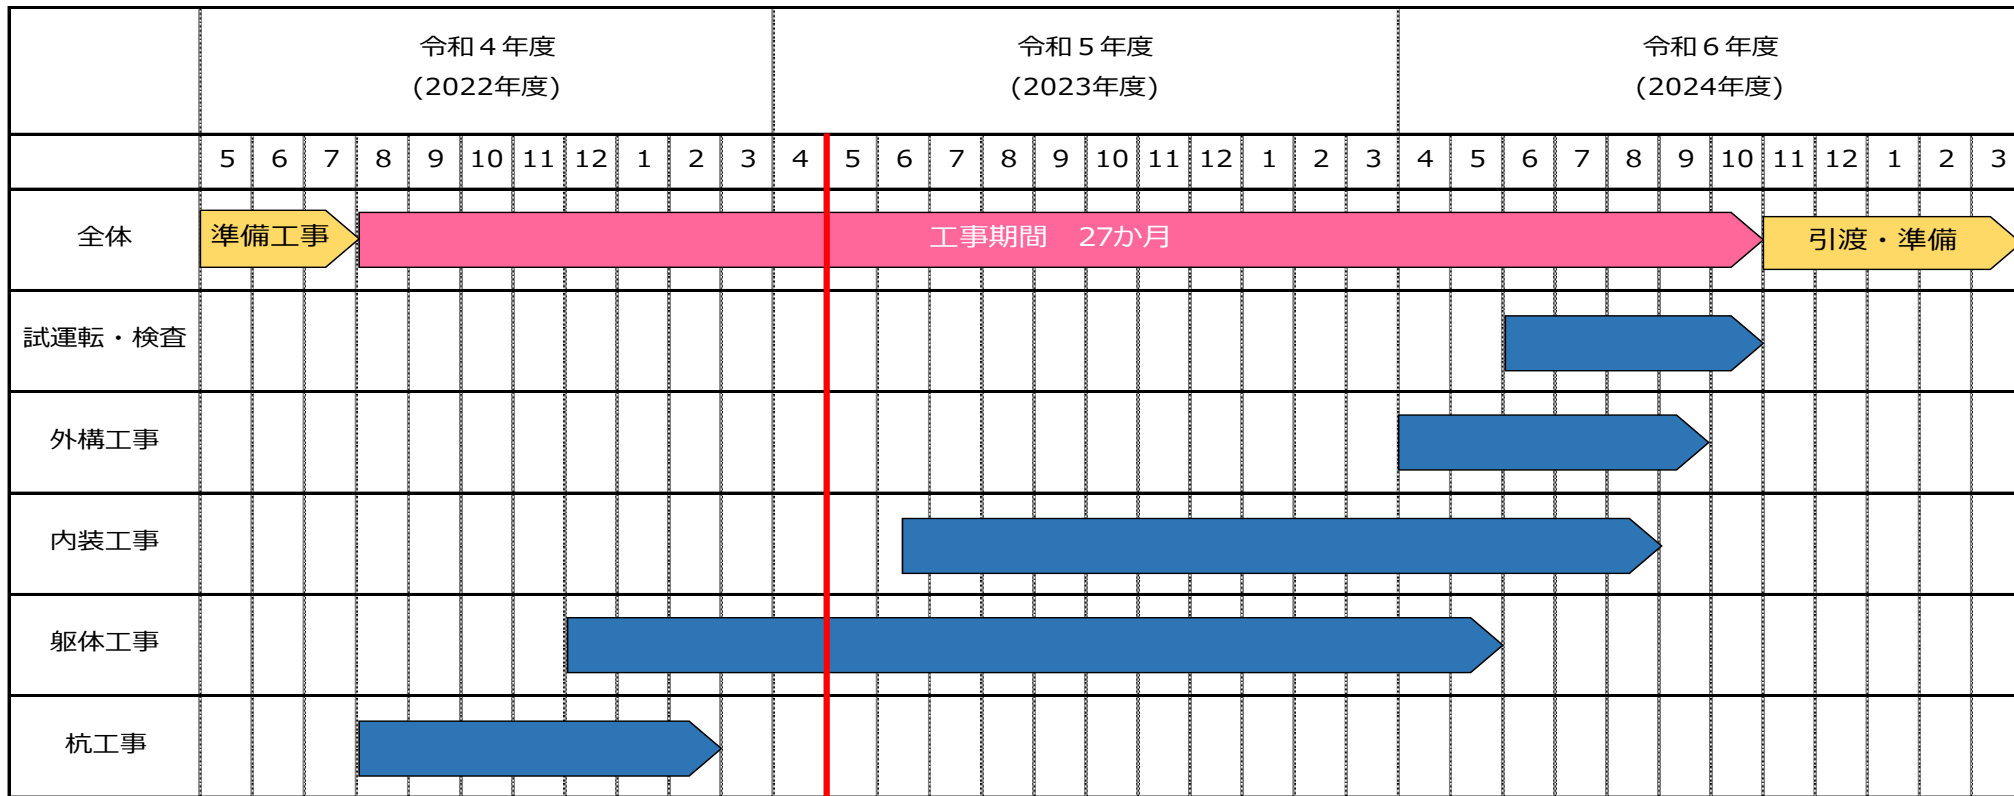 令和４年度
(2022年度)
令和５年度
(2023年度)
令和６年度
(2024年度)
5 6 7 8 9 10 11 12 1 2 3 4 5 6 7 8 9 10 11 12 1 2 3 4 5 6 7 8 9 10 11 12 1 2 3
全体 準備工事 工事期間　27か月 引渡・準備
試運転・検査
外構工事
内装工事
躯体工事
杭工事